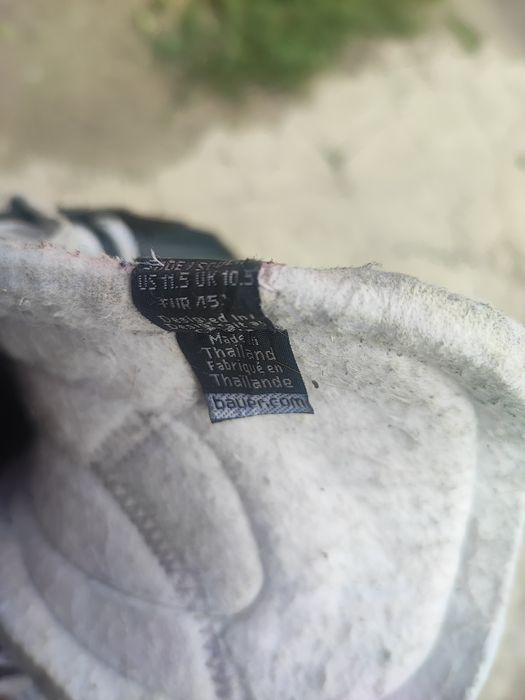 US 11.5 UK 10.5
EUR 45
Designed in
Made in
Thailand
Fabriqué en
Thaïlande
bauer.com